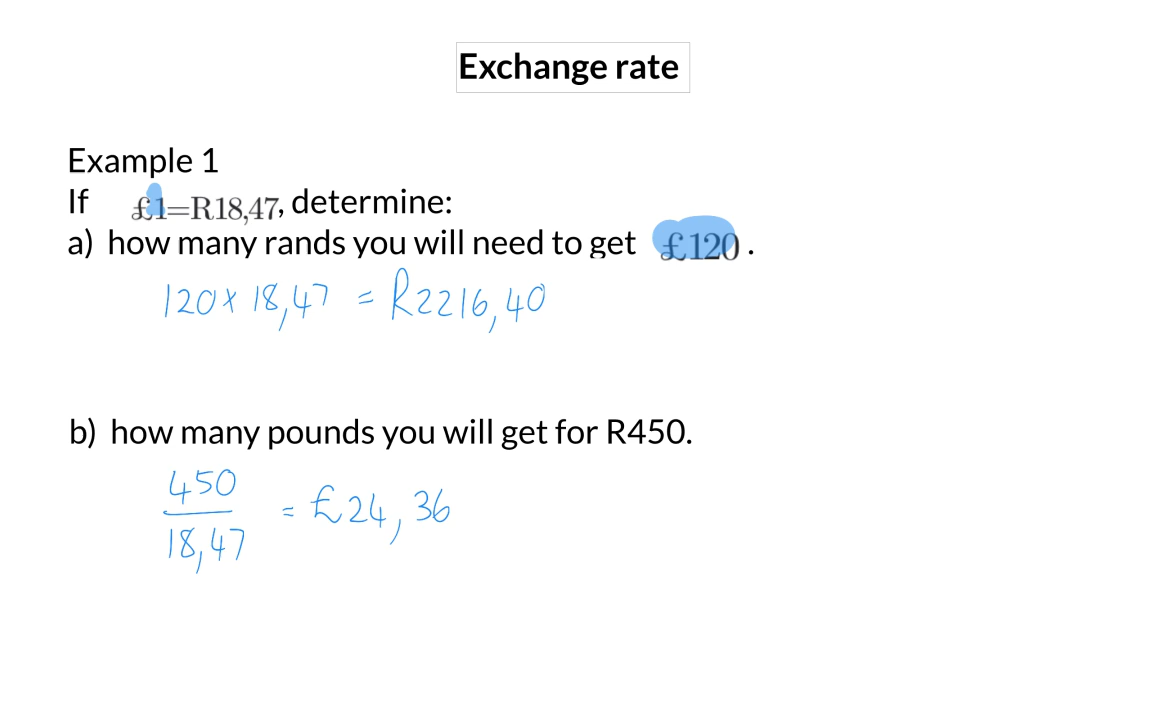 Exchange rate
Example 1
If £1=R18,47, determine:
a) how many rands you will need to get £120.
120 x 18,47 = R2216,40
b) how many pounds you will get for R450.
450
18,47
= £24,36